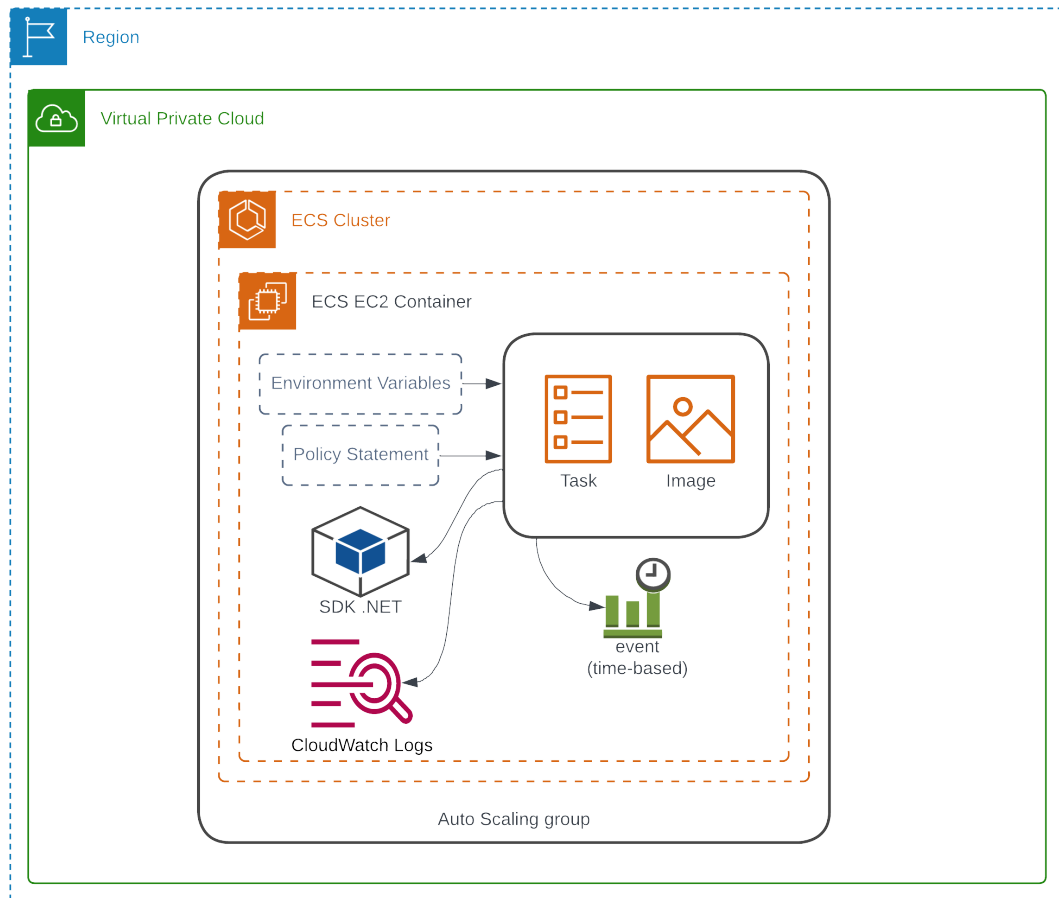 Region
Virtual Private Cloud
ECS Cluster
ECS EC2 Container
Environment Variables
Policy Statement
Task
Image
SDK .NET
event
(time-based)
CloudWatch Logs
Auto Scaling group